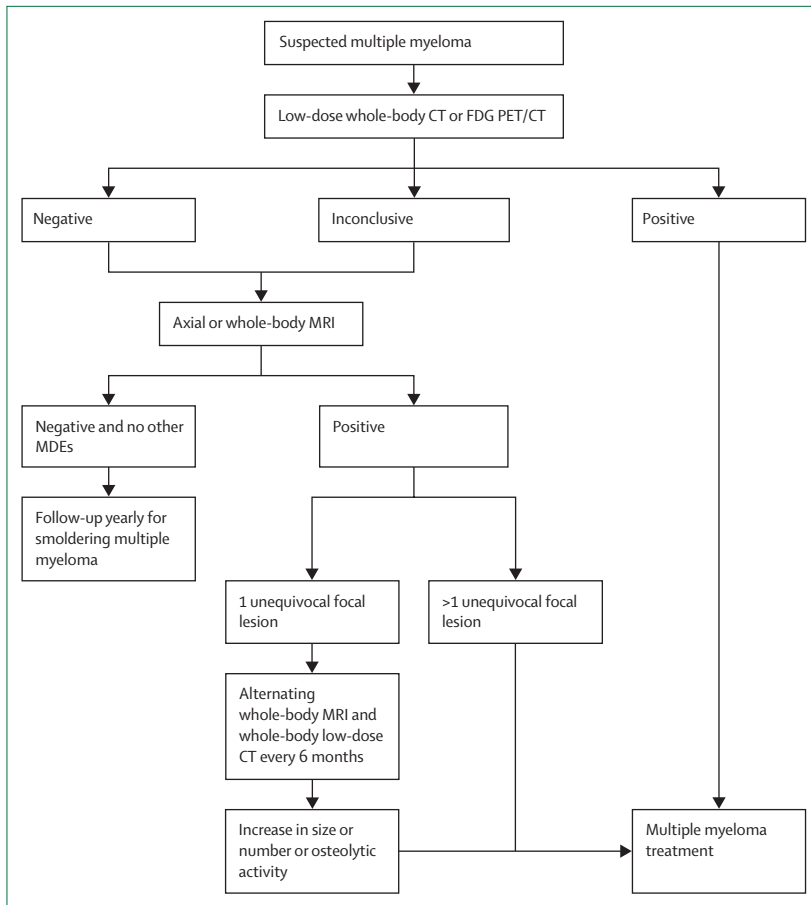 Suspected multiple myeloma
Low-dose whole-body CT or FDG PET/CT
Negative
Inconclusive
Positive
Axial or whole-body MRI
Negative and no other
MDEs
Positive
Follow-up yearly for
smoldering multiple
myeloma
1 unequivocal focal
lesion
>1 unequivocal focal
lesion
Alternating
whole-body MRI and
whole-body low-dose
CT every 6 months
Increase in size or
number or osteolytic
activity
Multiple myeloma
treatment